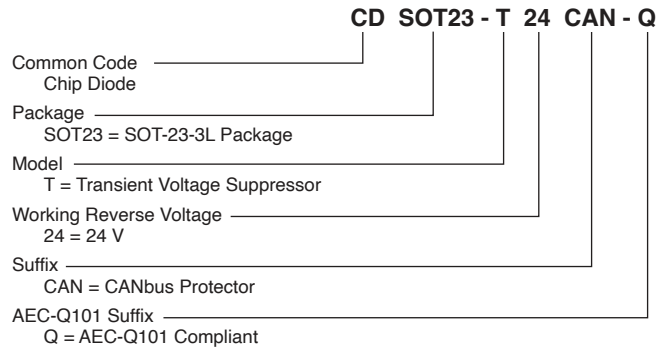 CD SOT23 - T 24 CAN - Q
Common Code
Chip Diode
Package
SOT23 = SOT-23-3L Package
Model
T = Transient Voltage Suppressor
Working Reverse Voltage
24 = 24 V
Suffix
CAN = CANbus Protector
AEC-Q101 Suffix
Q = AEC-Q101 Compliant